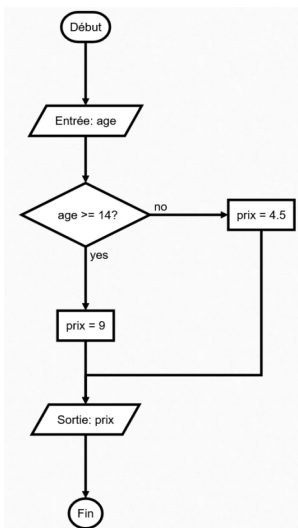 Début
Entrée: age
age >= 14?
no
prix = 4.5
yes
prix = 9
Sortie: prix
Fin